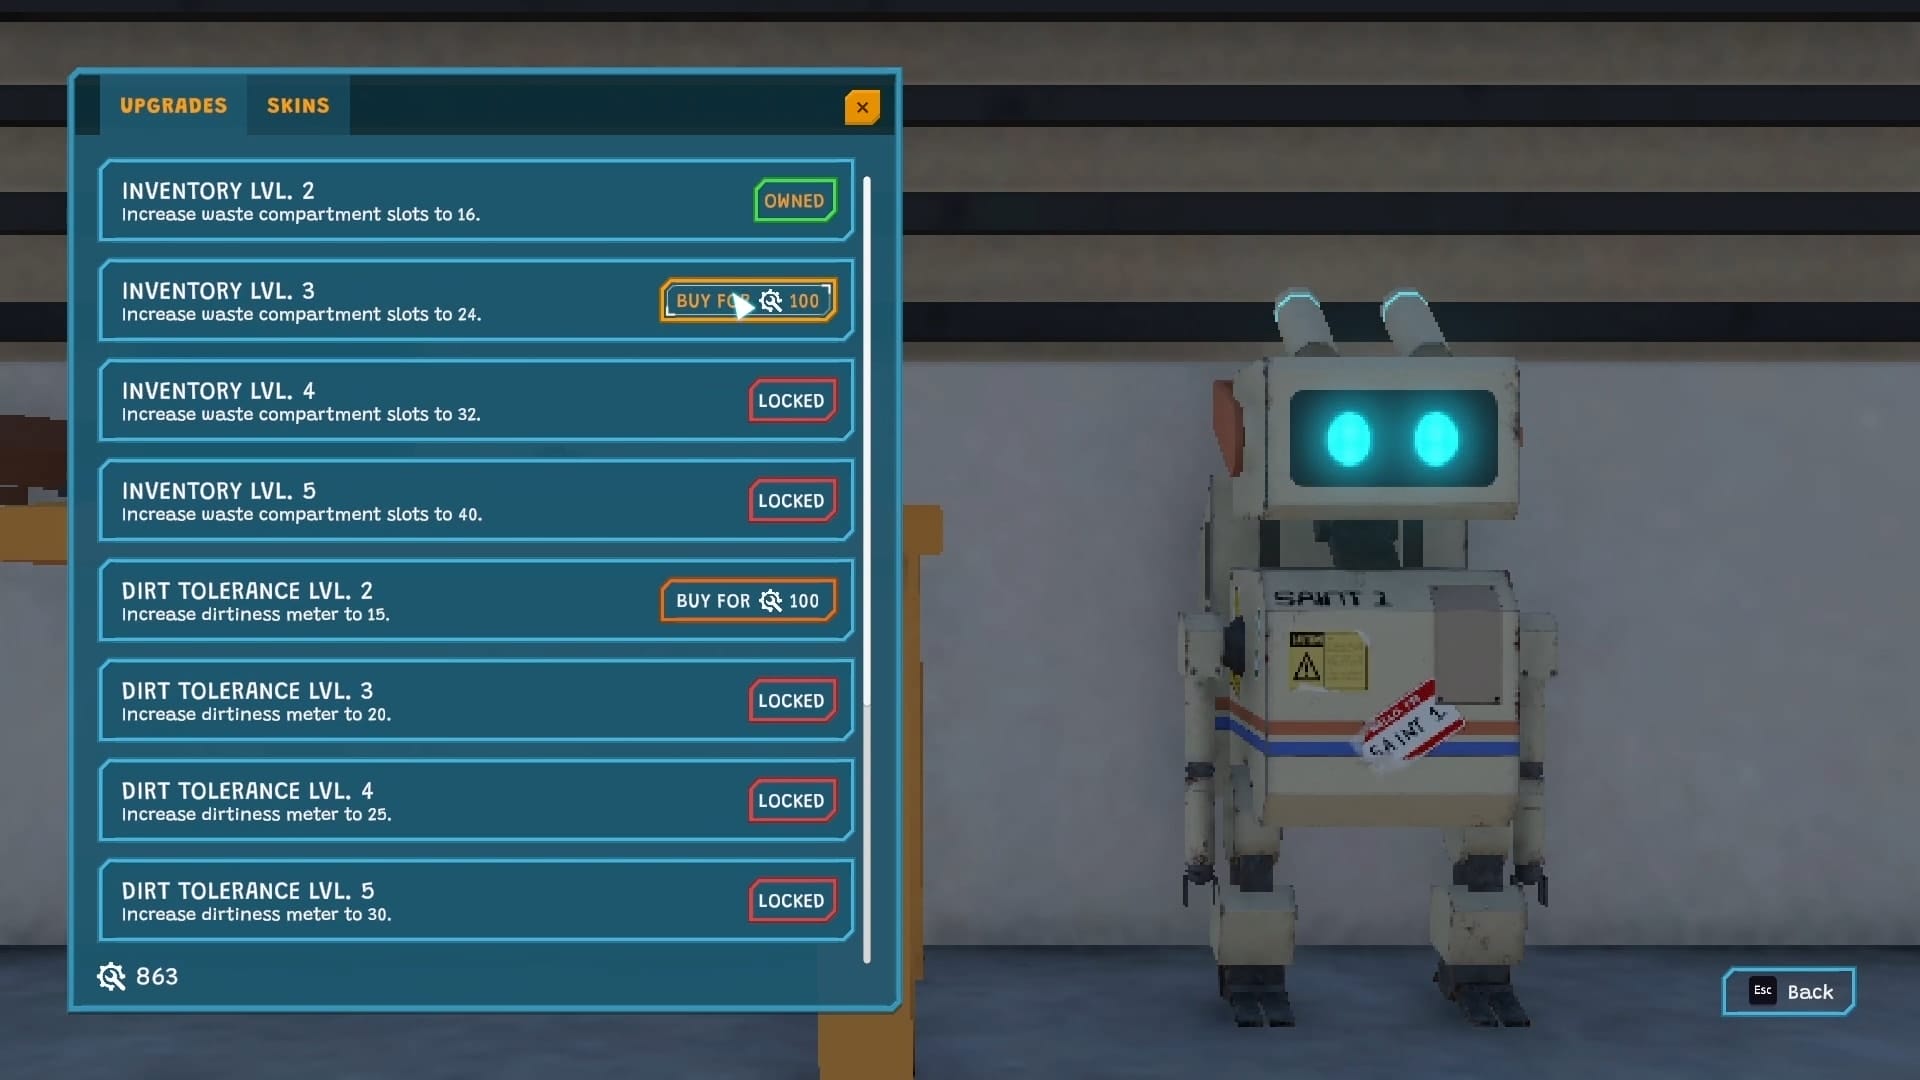 UPGRADES SKINS
INVENTORY LVL. 2
Increase waste compartment slots to 16.
OWNED
INVENTORY LVL. 3
Increase waste compartment slots to 24.
BUY FOR 100
INVENTORY LVL. 4
Increase waste compartment slots to 32.
LOCKED
INVENTORY LVL. 5
Increase waste compartment slots to 40.
LOCKED
DIRT TOLERANCE LVL. 2
Increase dirtiness meter to 15.
BUY FOR 100
DIRT TOLERANCE LVL. 3
Increase dirtiness meter to 20.
LOCKED
DIRT TOLERANCE LVL. 4
Increase dirtiness meter to 25.
LOCKED
DIRT TOLERANCE LVL. 5
Increase dirtiness meter to 30.
LOCKED
863
SAINT 1
SAINT 1
Esc Back